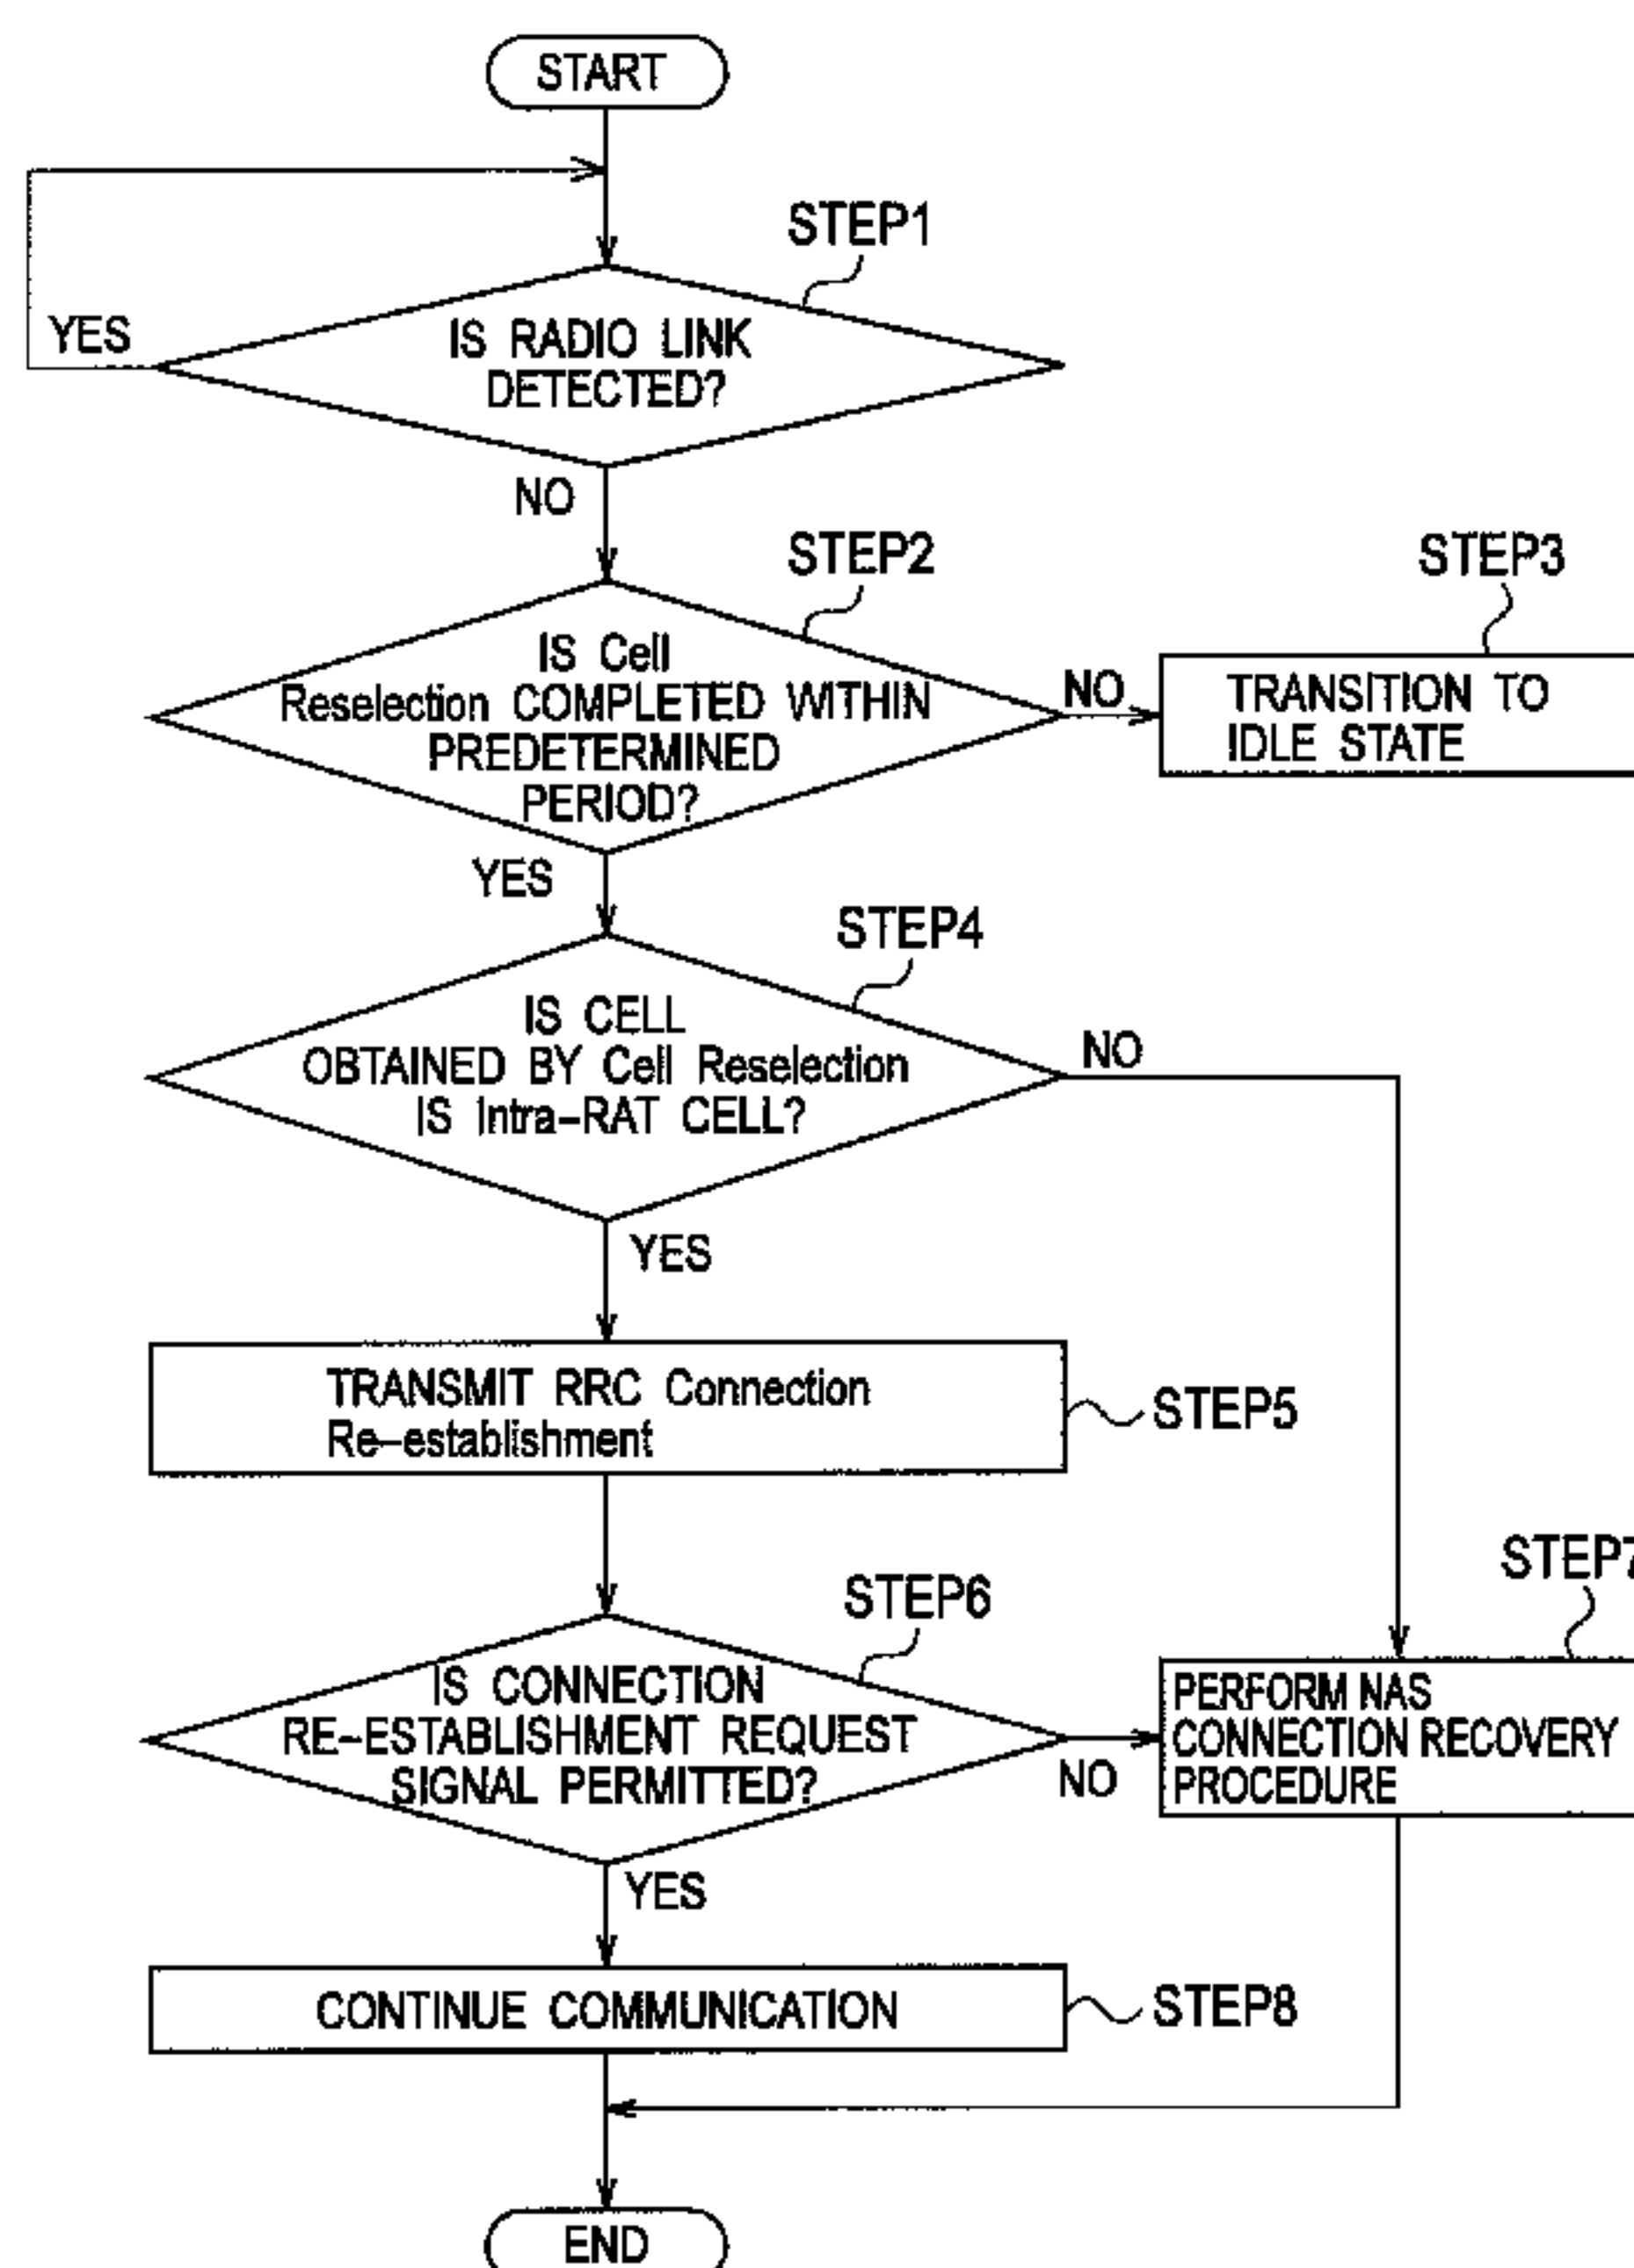 START
STEP1
YES
IS RADIO LINK
DETECTED?
NO
STEP2
STEP3
IS Cell
Reselection COMPLETED WITHIN
PREDETERMINED
PERIOD?
NO
TRANSITION TO
IDLE STATE
YES
STEP4
IS CELL
OBTAINED BY Cell Reselection
IS Intra-RAT CELL?
NO
YES
TRANSMIT RRC Connection
Re-establishment
STEP5
STEP7
STEP6
IS CONNECTION
RE-ESTABLISHMENT REQUEST
SIGNAL PERMITTED?
NO
PERFORM NAS
CONNECTION RECOVERY
PROCEDURE
YES
CONTINUE COMMUNICATION
STEP8
END